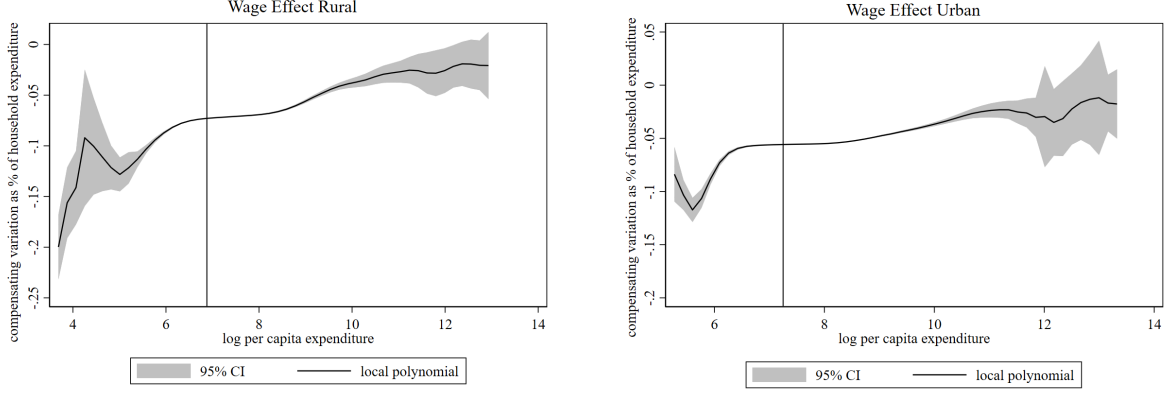 Wage Effect Rural
compensating variation as % of household expenditure
0
-.05
-.1
-.15
-.2
-.25
4 6 8 10 12 14
log per capita expenditure
95% CI local polynomial
Wage Effect Urban
compensating variation as % of household expenditure
.05
0
-.05
-.1
-.15
-.2
6 8 10 12 14
log per capita expenditure
95% CI local polynomial